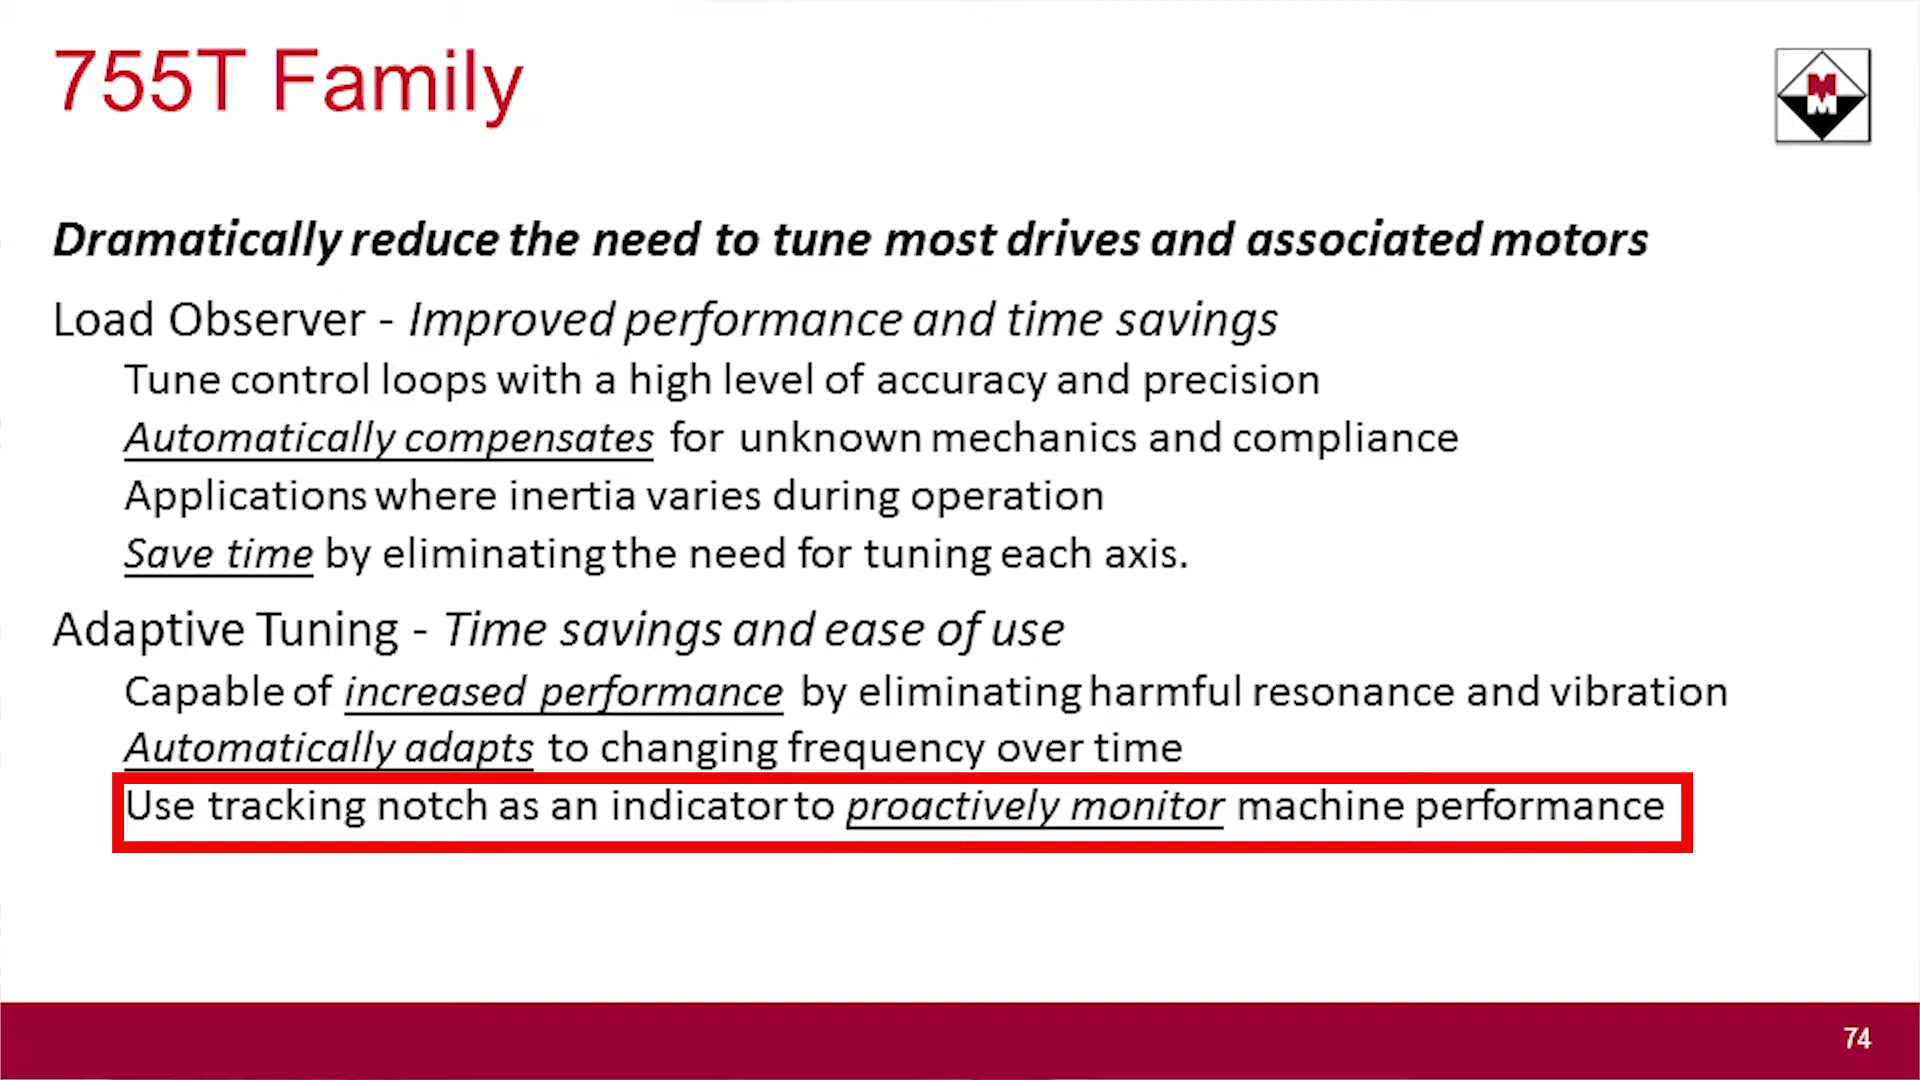 755T Family
M
M
Dramatically reduce the need to tune most drives and associated motors
Load Observer - Improved performance and time savings
Tune control loops with a high level of accuracy and precision
Automatically compensates for unknown mechanics and compliance
Applications where inertia varies during operation
Save time by eliminating the need for tuning each axis.
Adaptive Tuning - Time savings and ease of use
Capable of increased performance by eliminating harmful resonance and vibration
Automatically adapts to changing frequency over time
Use tracking notch as an indicator to proactively monitor machine performance
74